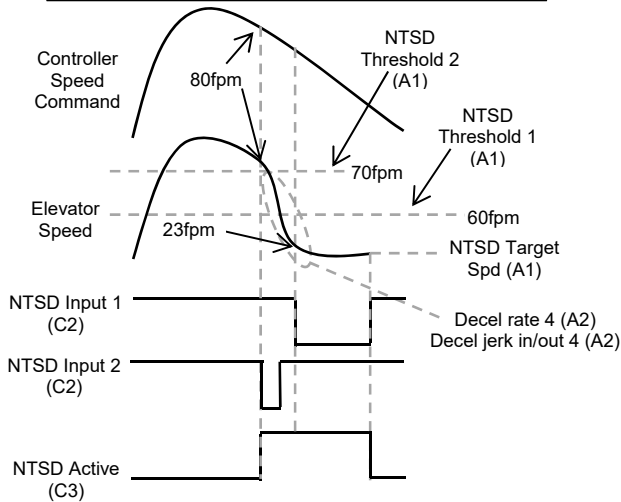 Controller
Speed
Command
80fpm
NTSD
Threshold 2
(A1)
NTSD
Threshold 1
(A1)
70fpm
Elevator
Speed
60fpm
23fpm
NTSD Target
Spd (A1)
NTSD Input 1
(C2)
Decel rate 4 (A2)
Decel jerk in/out 4 (A2)
NTSD Input 2
(C2)
NTSD Active
(C3)